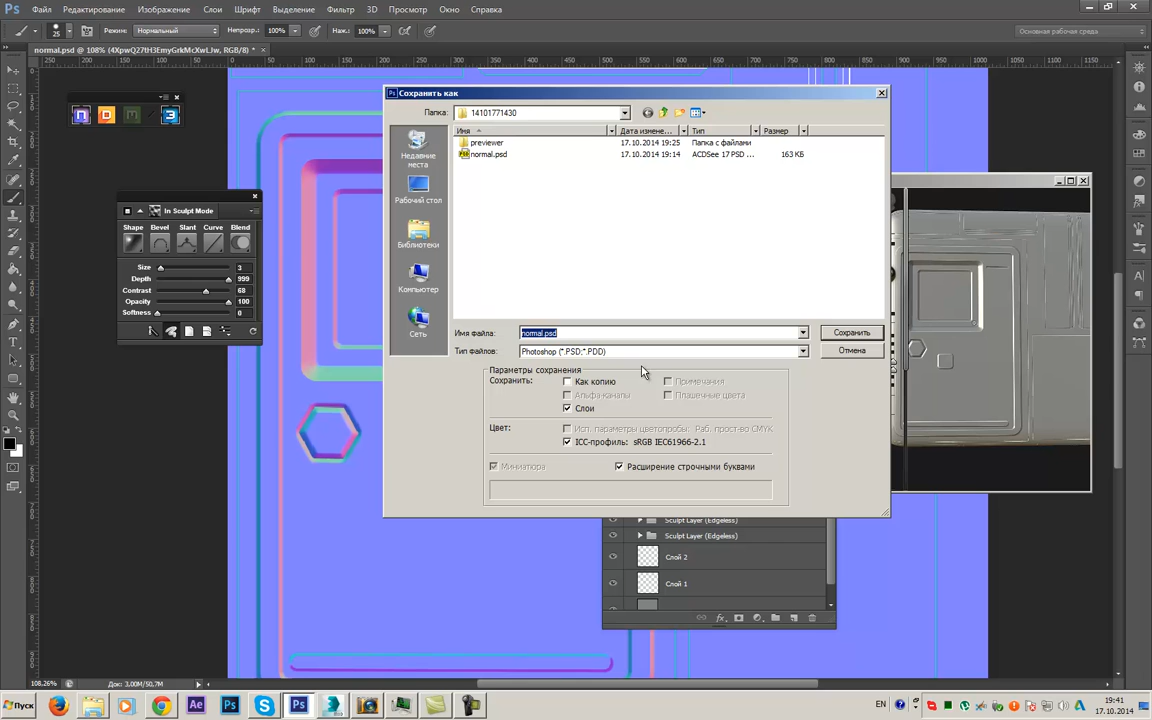 Ps Файл Редактирование Изображение Слои Шрифт Выделение Фильтр 3D Просмотр Окно Справка
25 Режим: Нормальный Непрозр.: 100% Наж.: 100% Основная рабочая среда
normal.psd @ 108% (4XpwQ27tH3EmyGrkMcXwLJw, RGB/8) *
Сохранить как
Папка: 14101771430
Имя Дата измене... Тип Размер
previewer 17.10.2014 19:25 Папка с файлами
normal.psd 17.10.2014 19:14 ACDSee 17 PSD ... 163 КБ
Недавние места
Рабочий стол
Библиотеки
Компьютер
Сеть
Имя файла: normal.psd Сохранить
Тип файлов: Photoshop (*.PSD;*.PDD) Отмена
Параметры сохранения
Сохранить: Как копию Примечания
Альфа-каналы Плашечные цвета
Слои
Цвет: Исп. параметры цветопробы: Раб. прост-во CMYK
ICC-профиль: sRGB IEC61966-2.1
Миниатюра Расширение строчными буквами
In Sculpt Mode
Shape Bevel Slant Curve Blend
Size 3
Depth 999
Contrast 68
Opacity 100
Softness 0
Sculpt Layer (Edgeless)
Sculpt Layer (Edgeless)
Слой 2
Слой 1
108,26% Док: 3,00M/50,7M
Пуск EN 19:41
17.10.2014